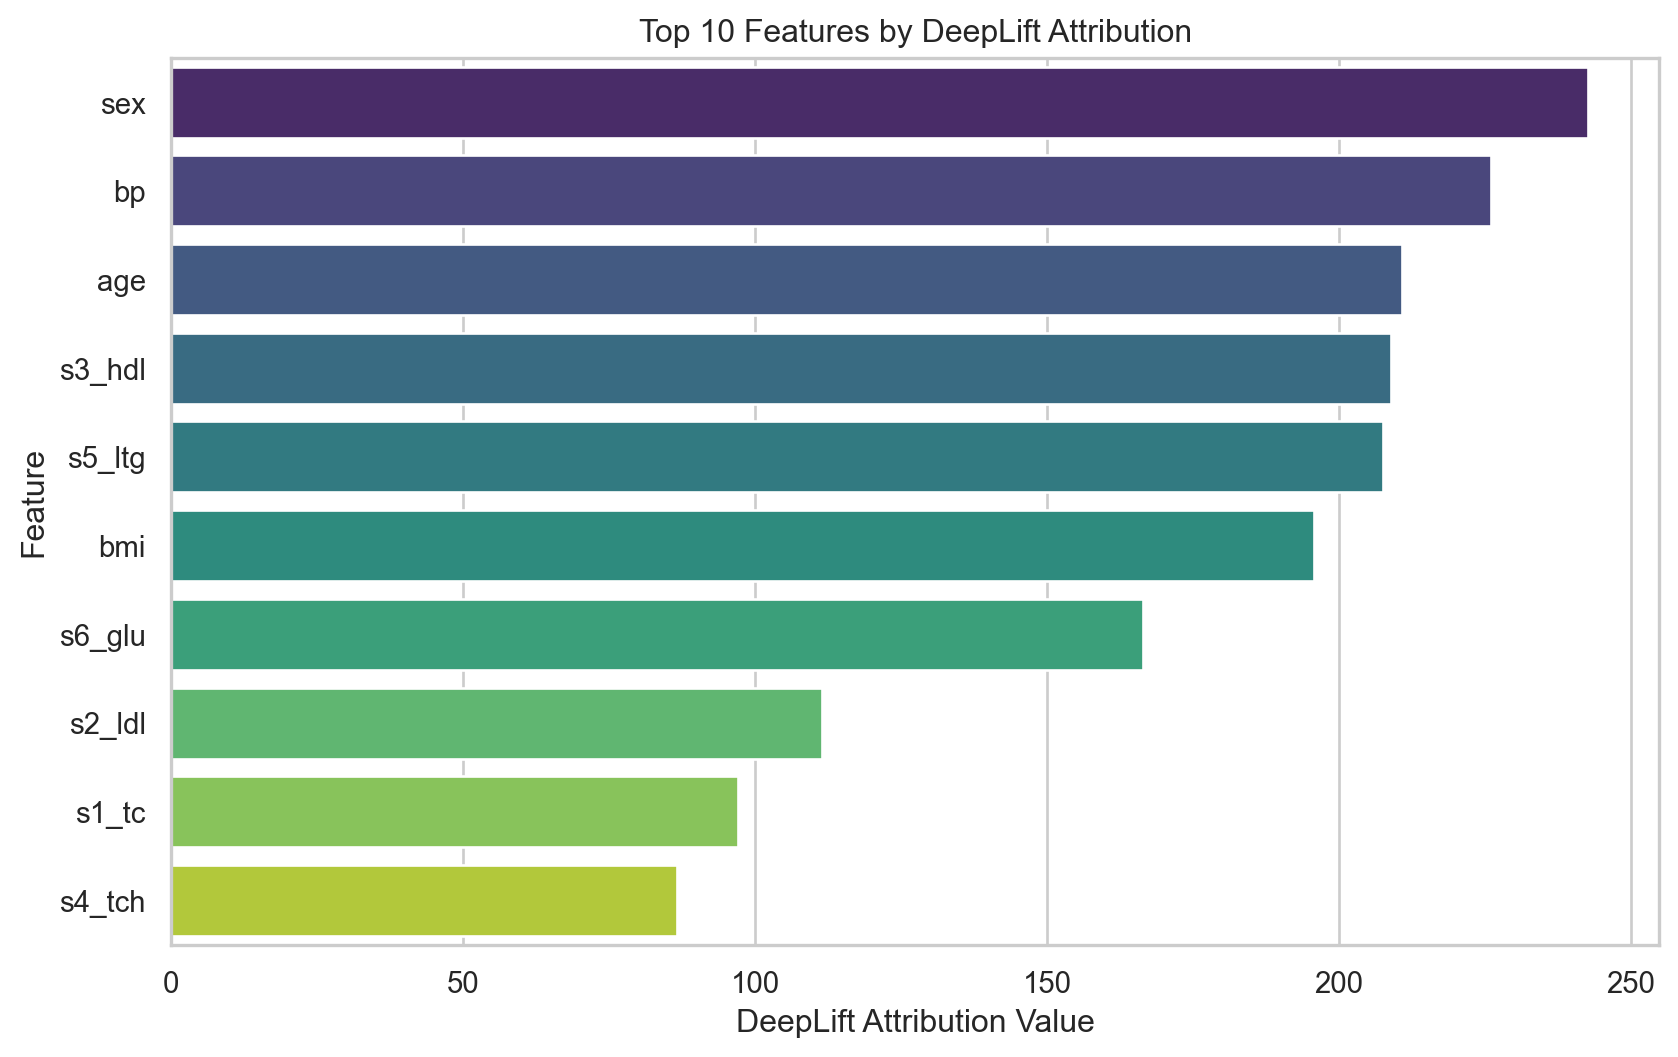 Top 10 Features by DeepLift Attribution
sex
bp
age
s3_hdl
s5_ltg
bmi
s6_glu
s2_ldl
s1_tc
s4_tch
Feature
0 50 100 150 200 250
DeepLift Attribution Value